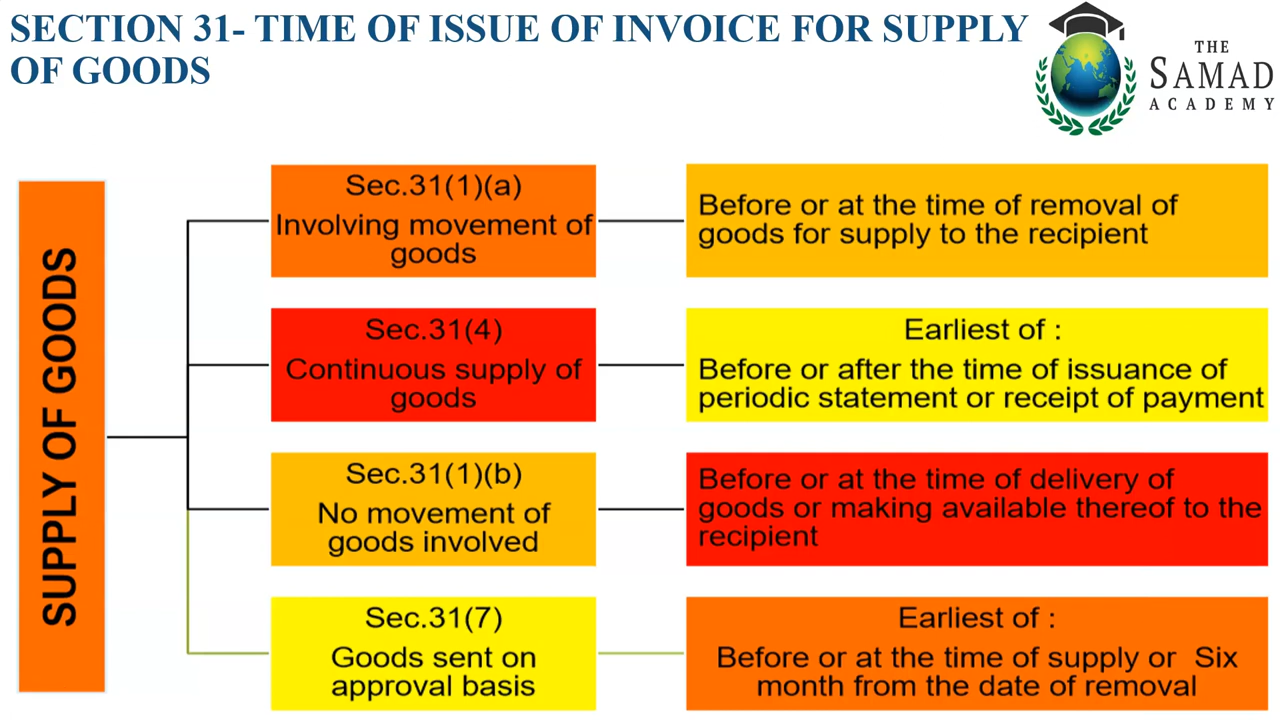 SECTION 31- TIME OF ISSUE OF INVOICE FOR SUPPLY
OF GOODS
THE
SAMAD
ACADEMY
SUPPLY OF GOODS
Sec.31(1)(a)
Involving movement of
goods
Before or at the time of removal of
goods for supply to the recipient
Sec.31(4)
Continuous supply of
goods
Earliest of :
Before or after the time of issuance of
periodic statement or receipt of payment
Sec.31(1)(b)
No movement of
goods involved
Before or at the time of delivery of
goods or making available thereof to the
recipient
Sec.31(7)
Goods sent on
approval basis
Earliest of :
Before or at the time of supply or Six
month from the date of removal